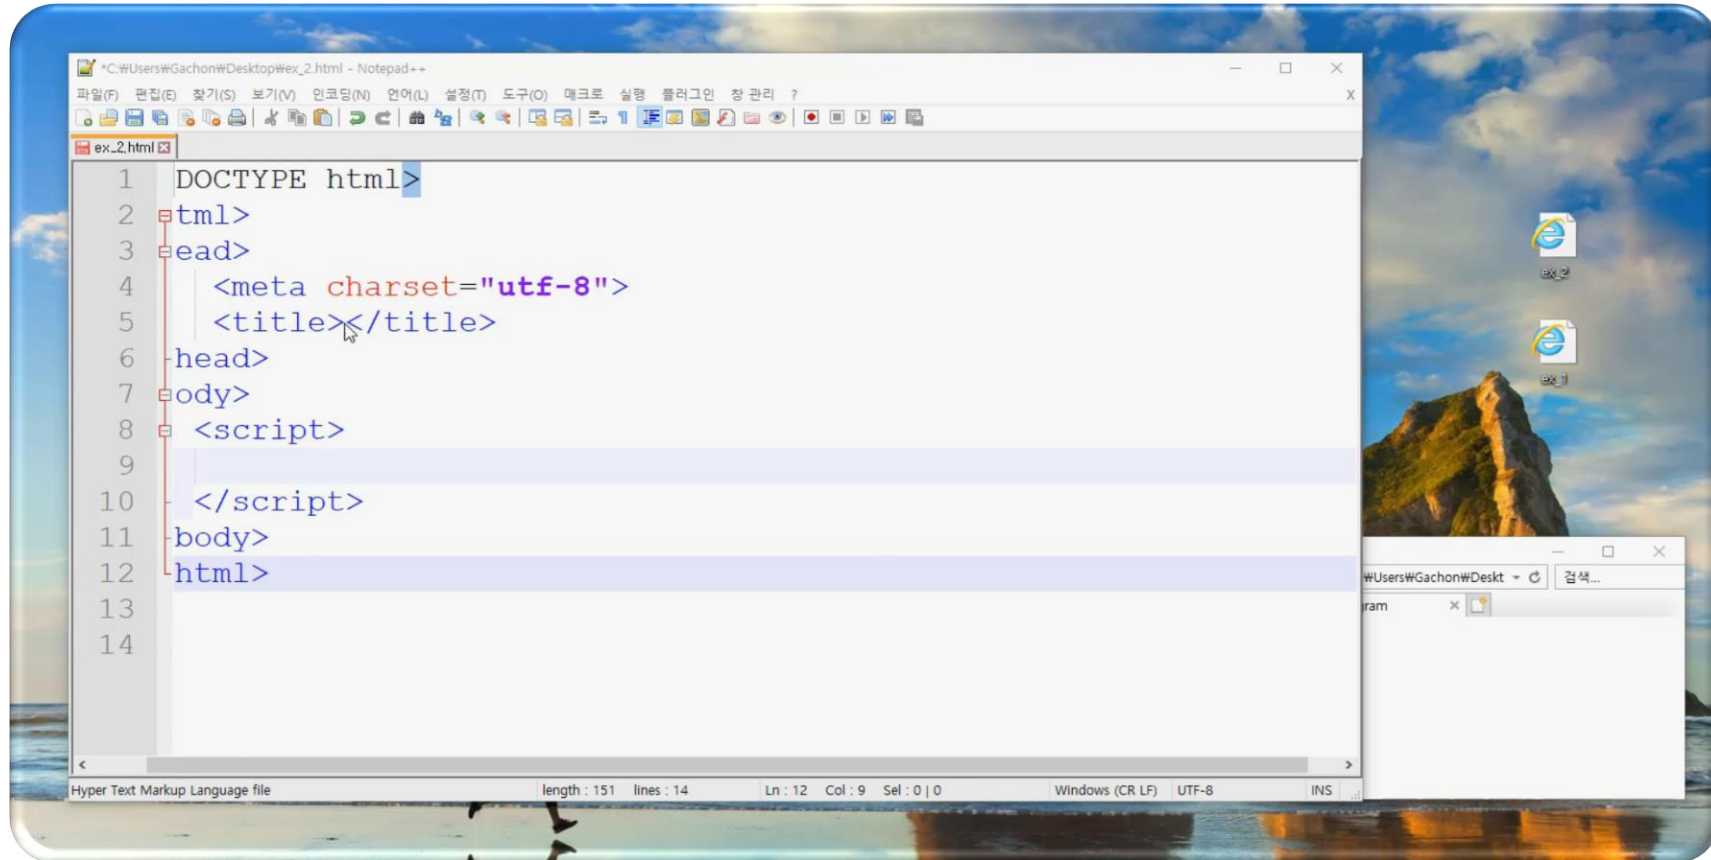 *C:₩Users₩Gachon₩Desktop₩ex_2.html - Notepad++
파일(F) 편집(E) 찾기(S) 보기(V) 인코딩(N) 언어(L) 설정(T) 도구(O) 매크로 실행 플러그인 창 관리 ? X
ex_2.html
1 DOCTYPE html>
2 tml>
3 ead>
4 <meta charset="utf-8">
5 <title></title>
6 head>
7 ody>
8 <script>
9
10 </script>
11 body>
12 html>
13
14
Hyper Text Markup Language file length : 151 lines : 14 Ln : 12 Col : 9 Sel : 0 | 0 Windows (CR LF) UTF-8 INS
ex_2
ex_1
₩Users₩Gachon₩Deskt 검색...
gram